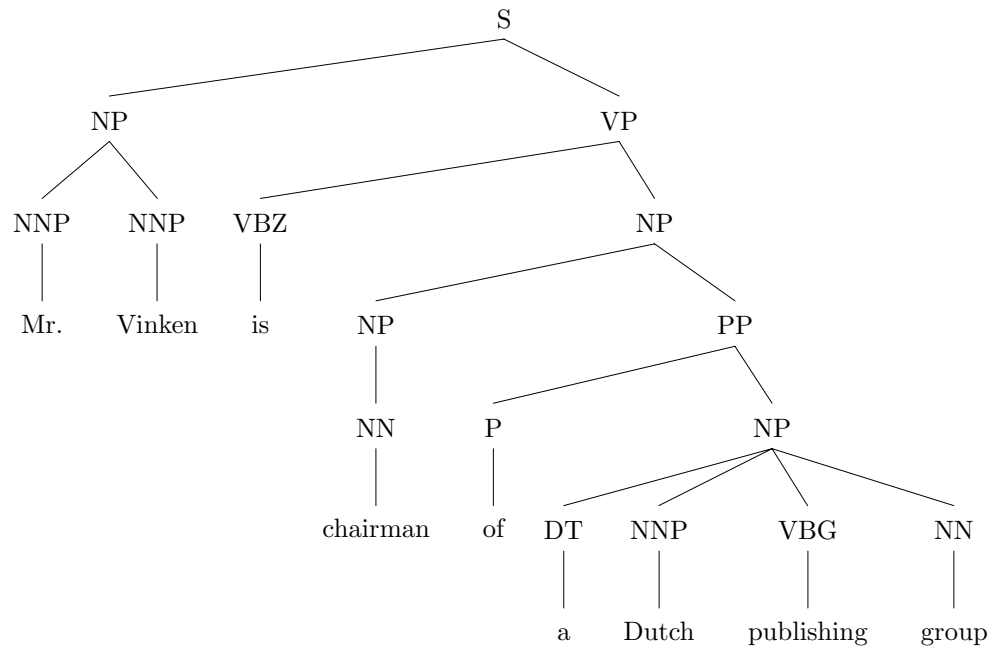 S
NP VP
NNP NNP VBZ NP
Mr. Vinken is NP PP
NN P NP
chairman of DT NNP VBG NN
a Dutch publishing group